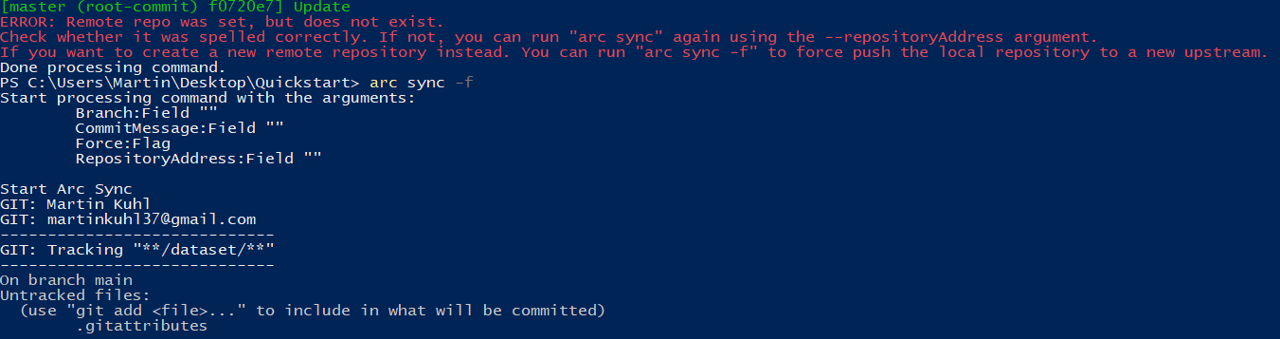 [master (root-commit) f0720e7] Update
ERROR: Remote repo was set, but does not exist.
Check whether it was spelled correctly. If not, you can run "arc sync" again using the --repositoryAddress argument.
If you want to create a new remote repository instead. You can run "arc sync -f" to force push the local repository to a new upstream.
Done processing command.
PS C:\Users\Martin\Desktop\Quickstart> arc sync -f
Start processing command with the arguments:
        Branch:Field ""
        CommitMessage:Field ""
        Force:Flag
        RepositoryAddress:Field ""
Start Arc Sync
GIT: Martin Kuhl
GIT: martinkuhl37@gmail.com
-----------------------------
GIT: Tracking "**/dataset/**"
-----------------------------
On branch main
Untracked files:
  (use "git add <file>..." to include in what will be committed)
        .gitattributes